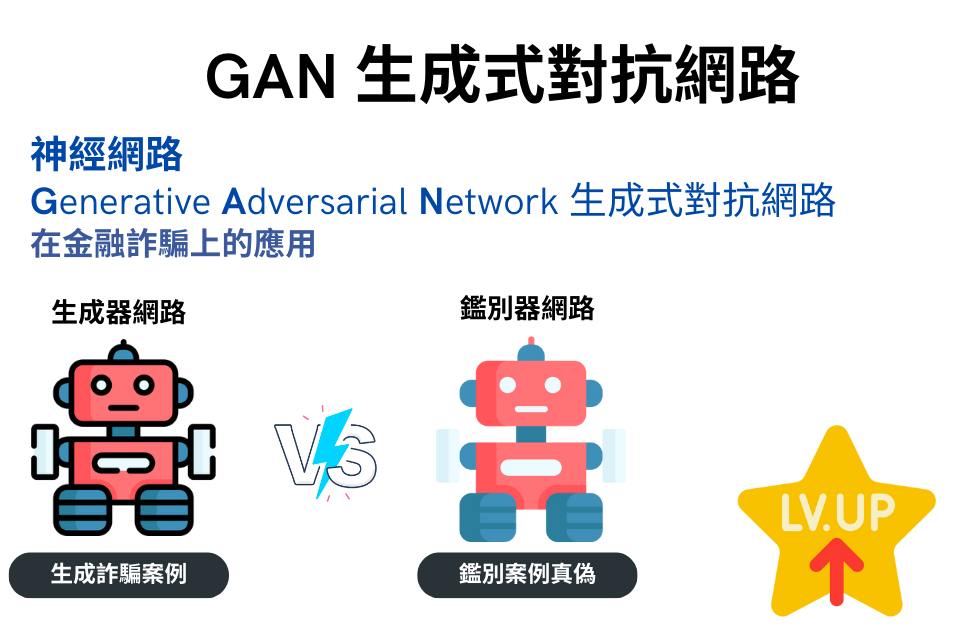 GAN 生成式對抗網路
神經網路
Generative Adversarial Network 生成式對抗網路
在金融詐騙上的應用
生成器網路
鑑別器網路
VS
LV.UP
生成詐騙案例
鑑別案例真偽